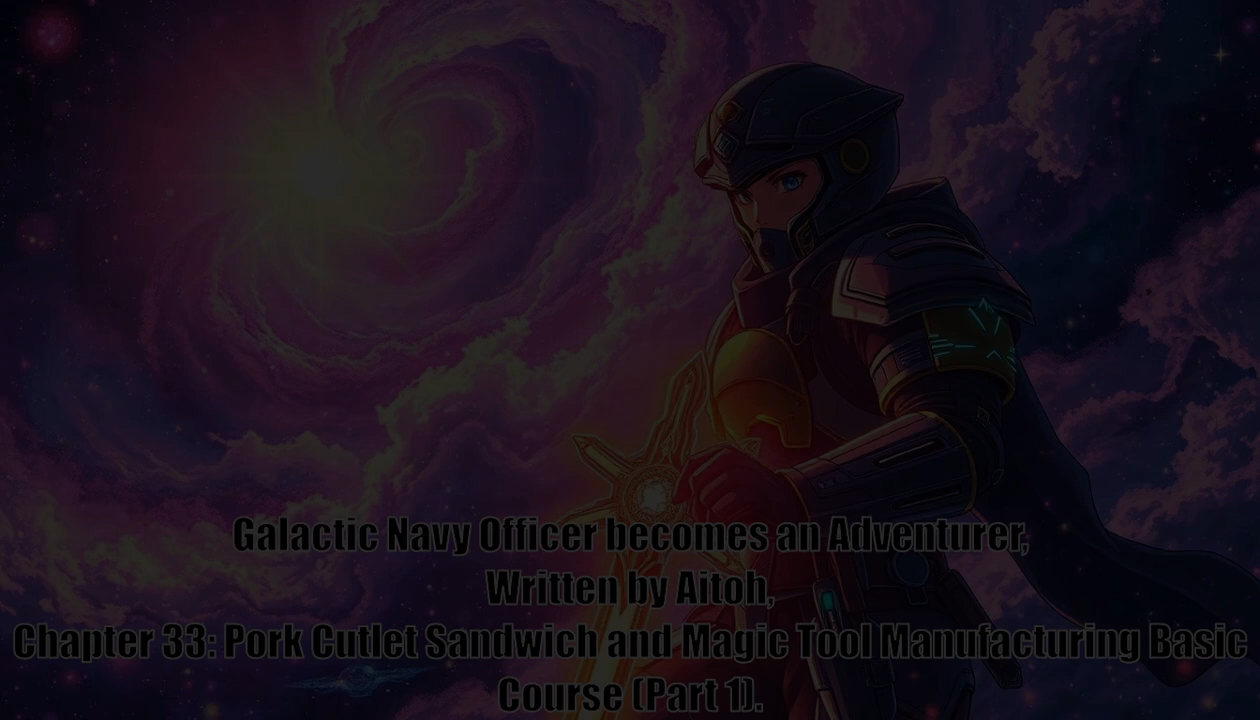 Galactic Navy Officer becomes an Adventurer,
Written by Aitoh,
Chapter 33: Pork Cutlet Sandwich and Magic Tool Manufacturing Basic
Course (Part 1).